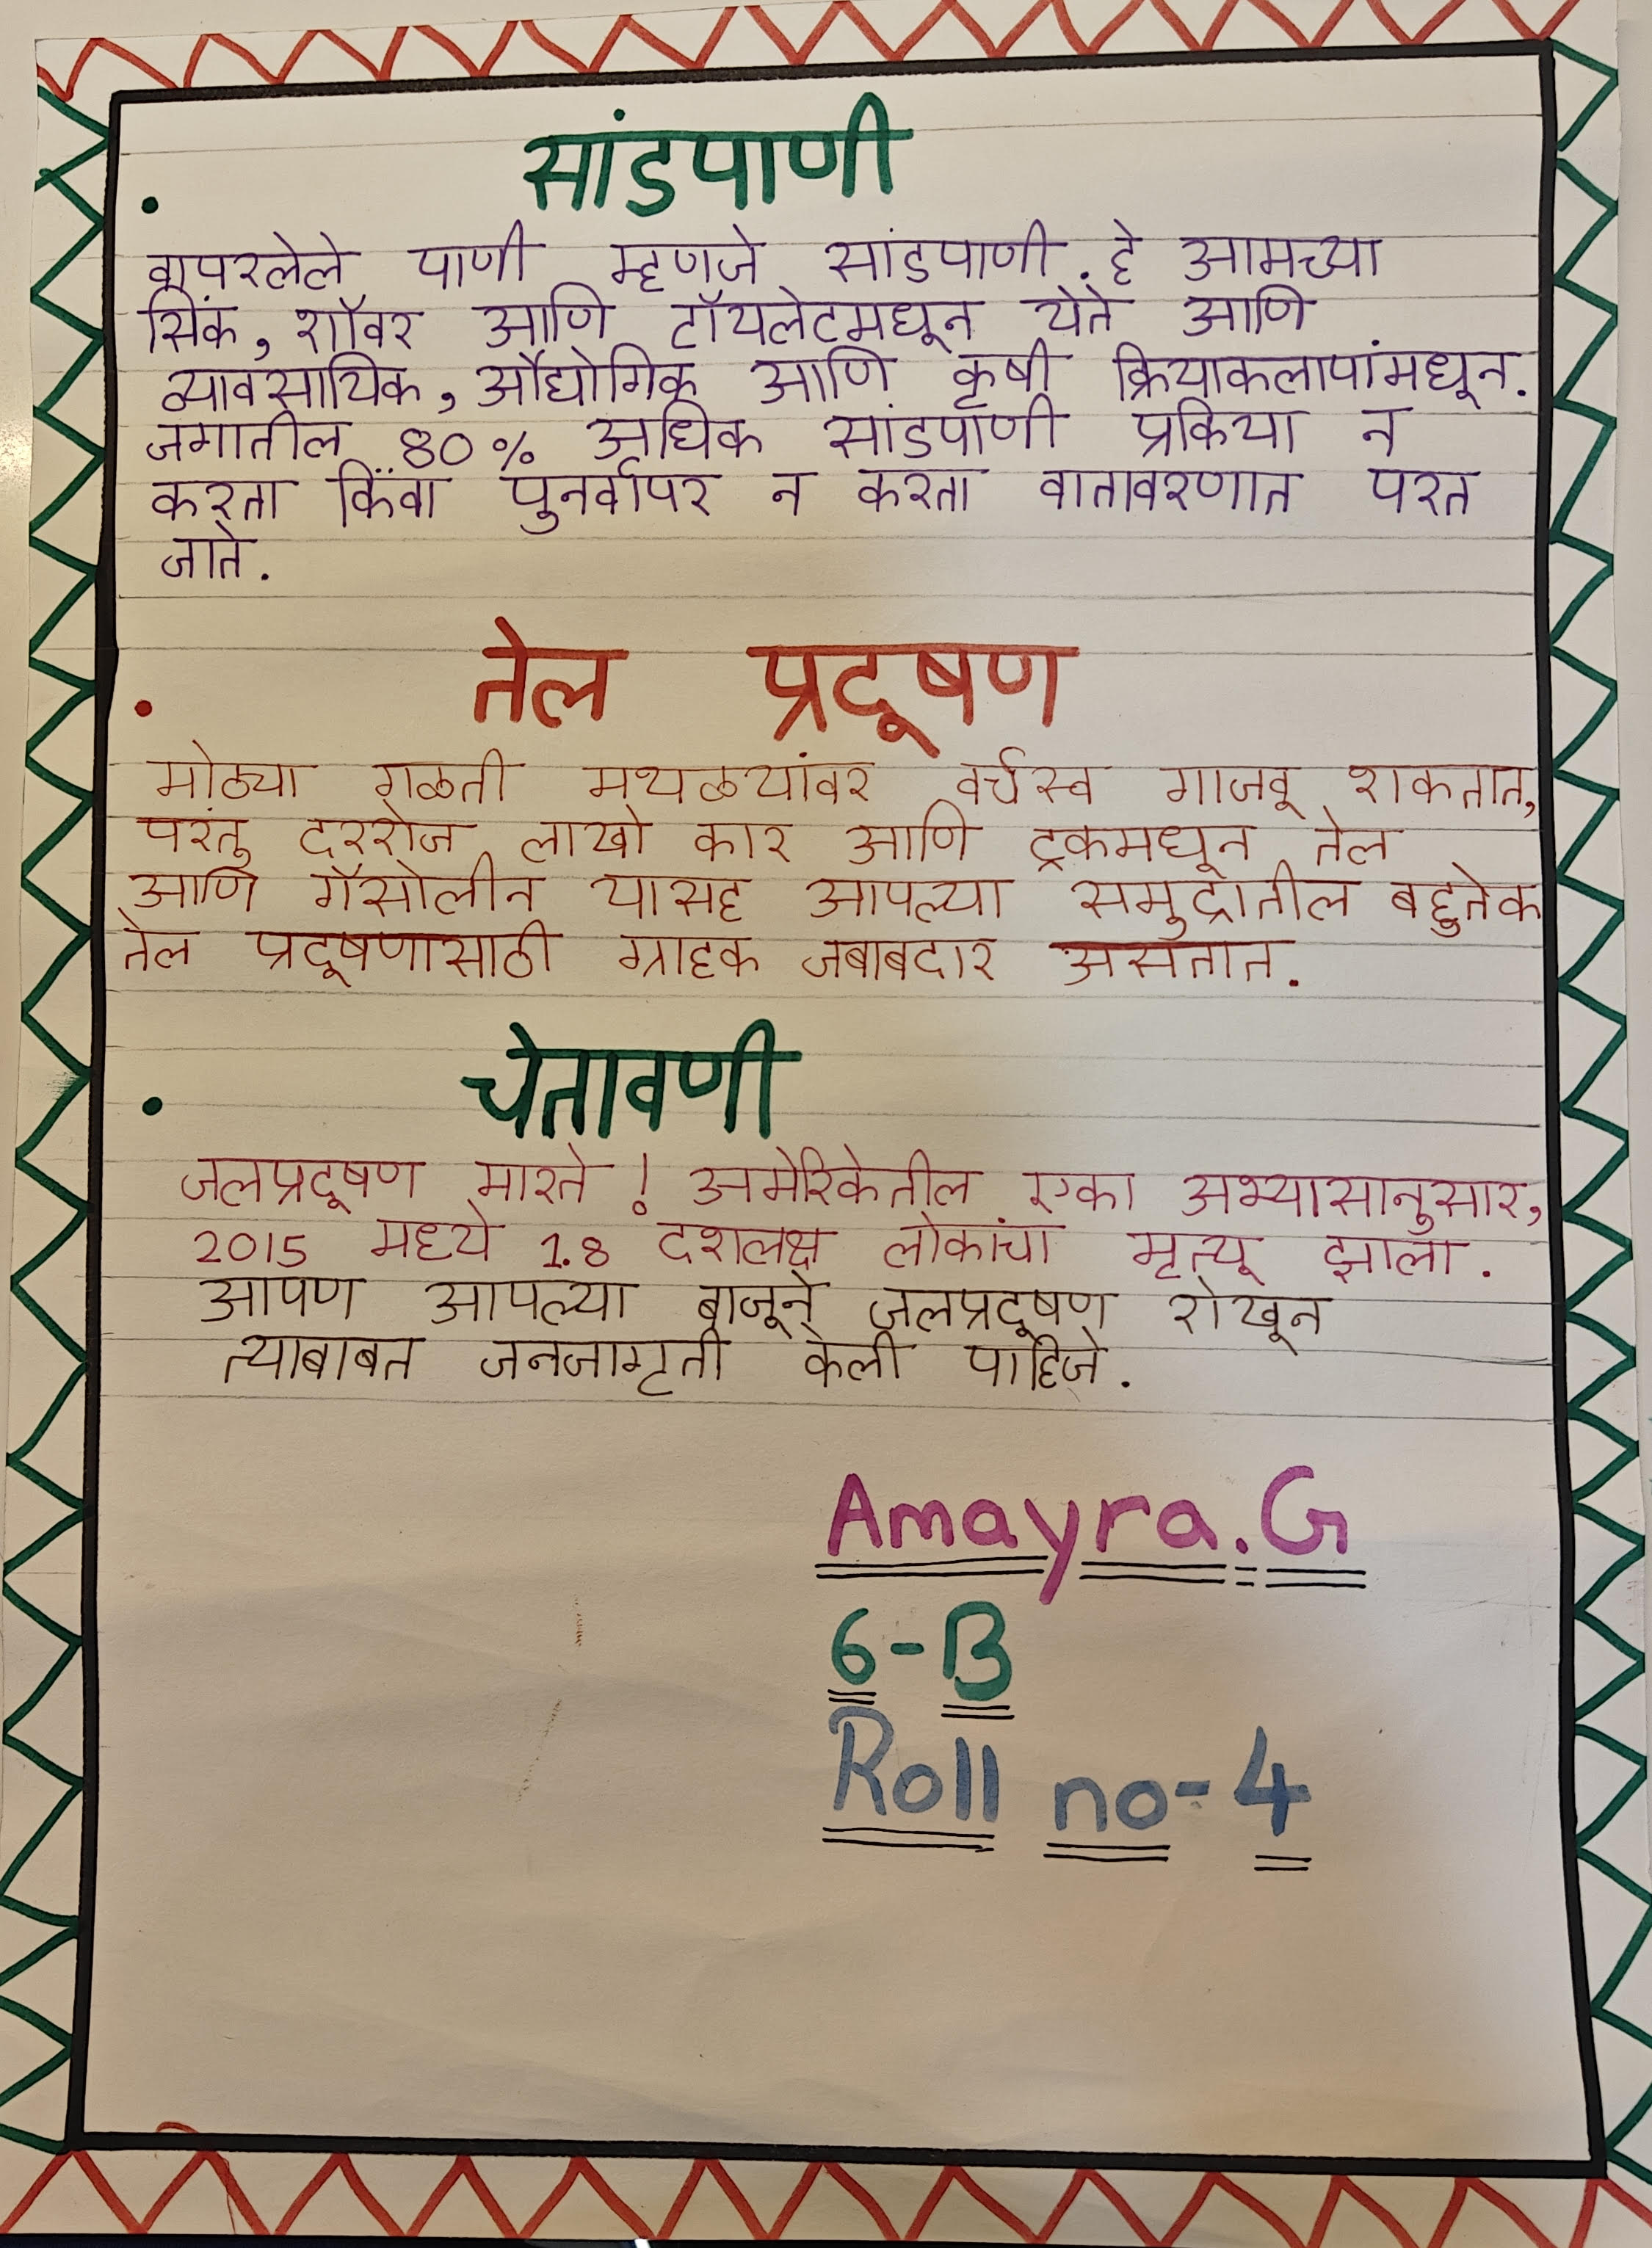 सांडपाणी
वापरलेले पाणी म्हणजे सांडपाणी. हे आमच्या
सिंक, शॉवर आणि टॉयलेटमधून येते आणि
व्यावसायिक, औद्योगिक आणि कृषी क्रियाकलापांमधून.
जगातील 80% अधिक सांडपाणी प्रकिया न
करता किंवा पुनर्वापर न करता वातावरणात परत
जाते.
तेल प्रदूषण
मोठ्या गळती मथळ्यांवर वर्चस्व गाजवू शकतात,
परंतु दररोज लाखो कार आणि ट्रकमधून तेल
आणि गॅसोलीन यासह आपल्या समुद्रातील बहुतेक
तेल प्रदूषणासाठी ग्राहक जबाबदार असतात.
चेतावणी
जलप्रदूषण मारते! अमेरिकेतील एका अभ्यासानुसार,
2015 मध्ये 1.8 दशलक्ष लोकांचा मृत्यू झाला.
आपण आपल्या बाजूने जलप्रदूषण रोखून
त्याबाबत जनजागृती केली पाहिजे.
Amayra.G
6-B
Roll no-4